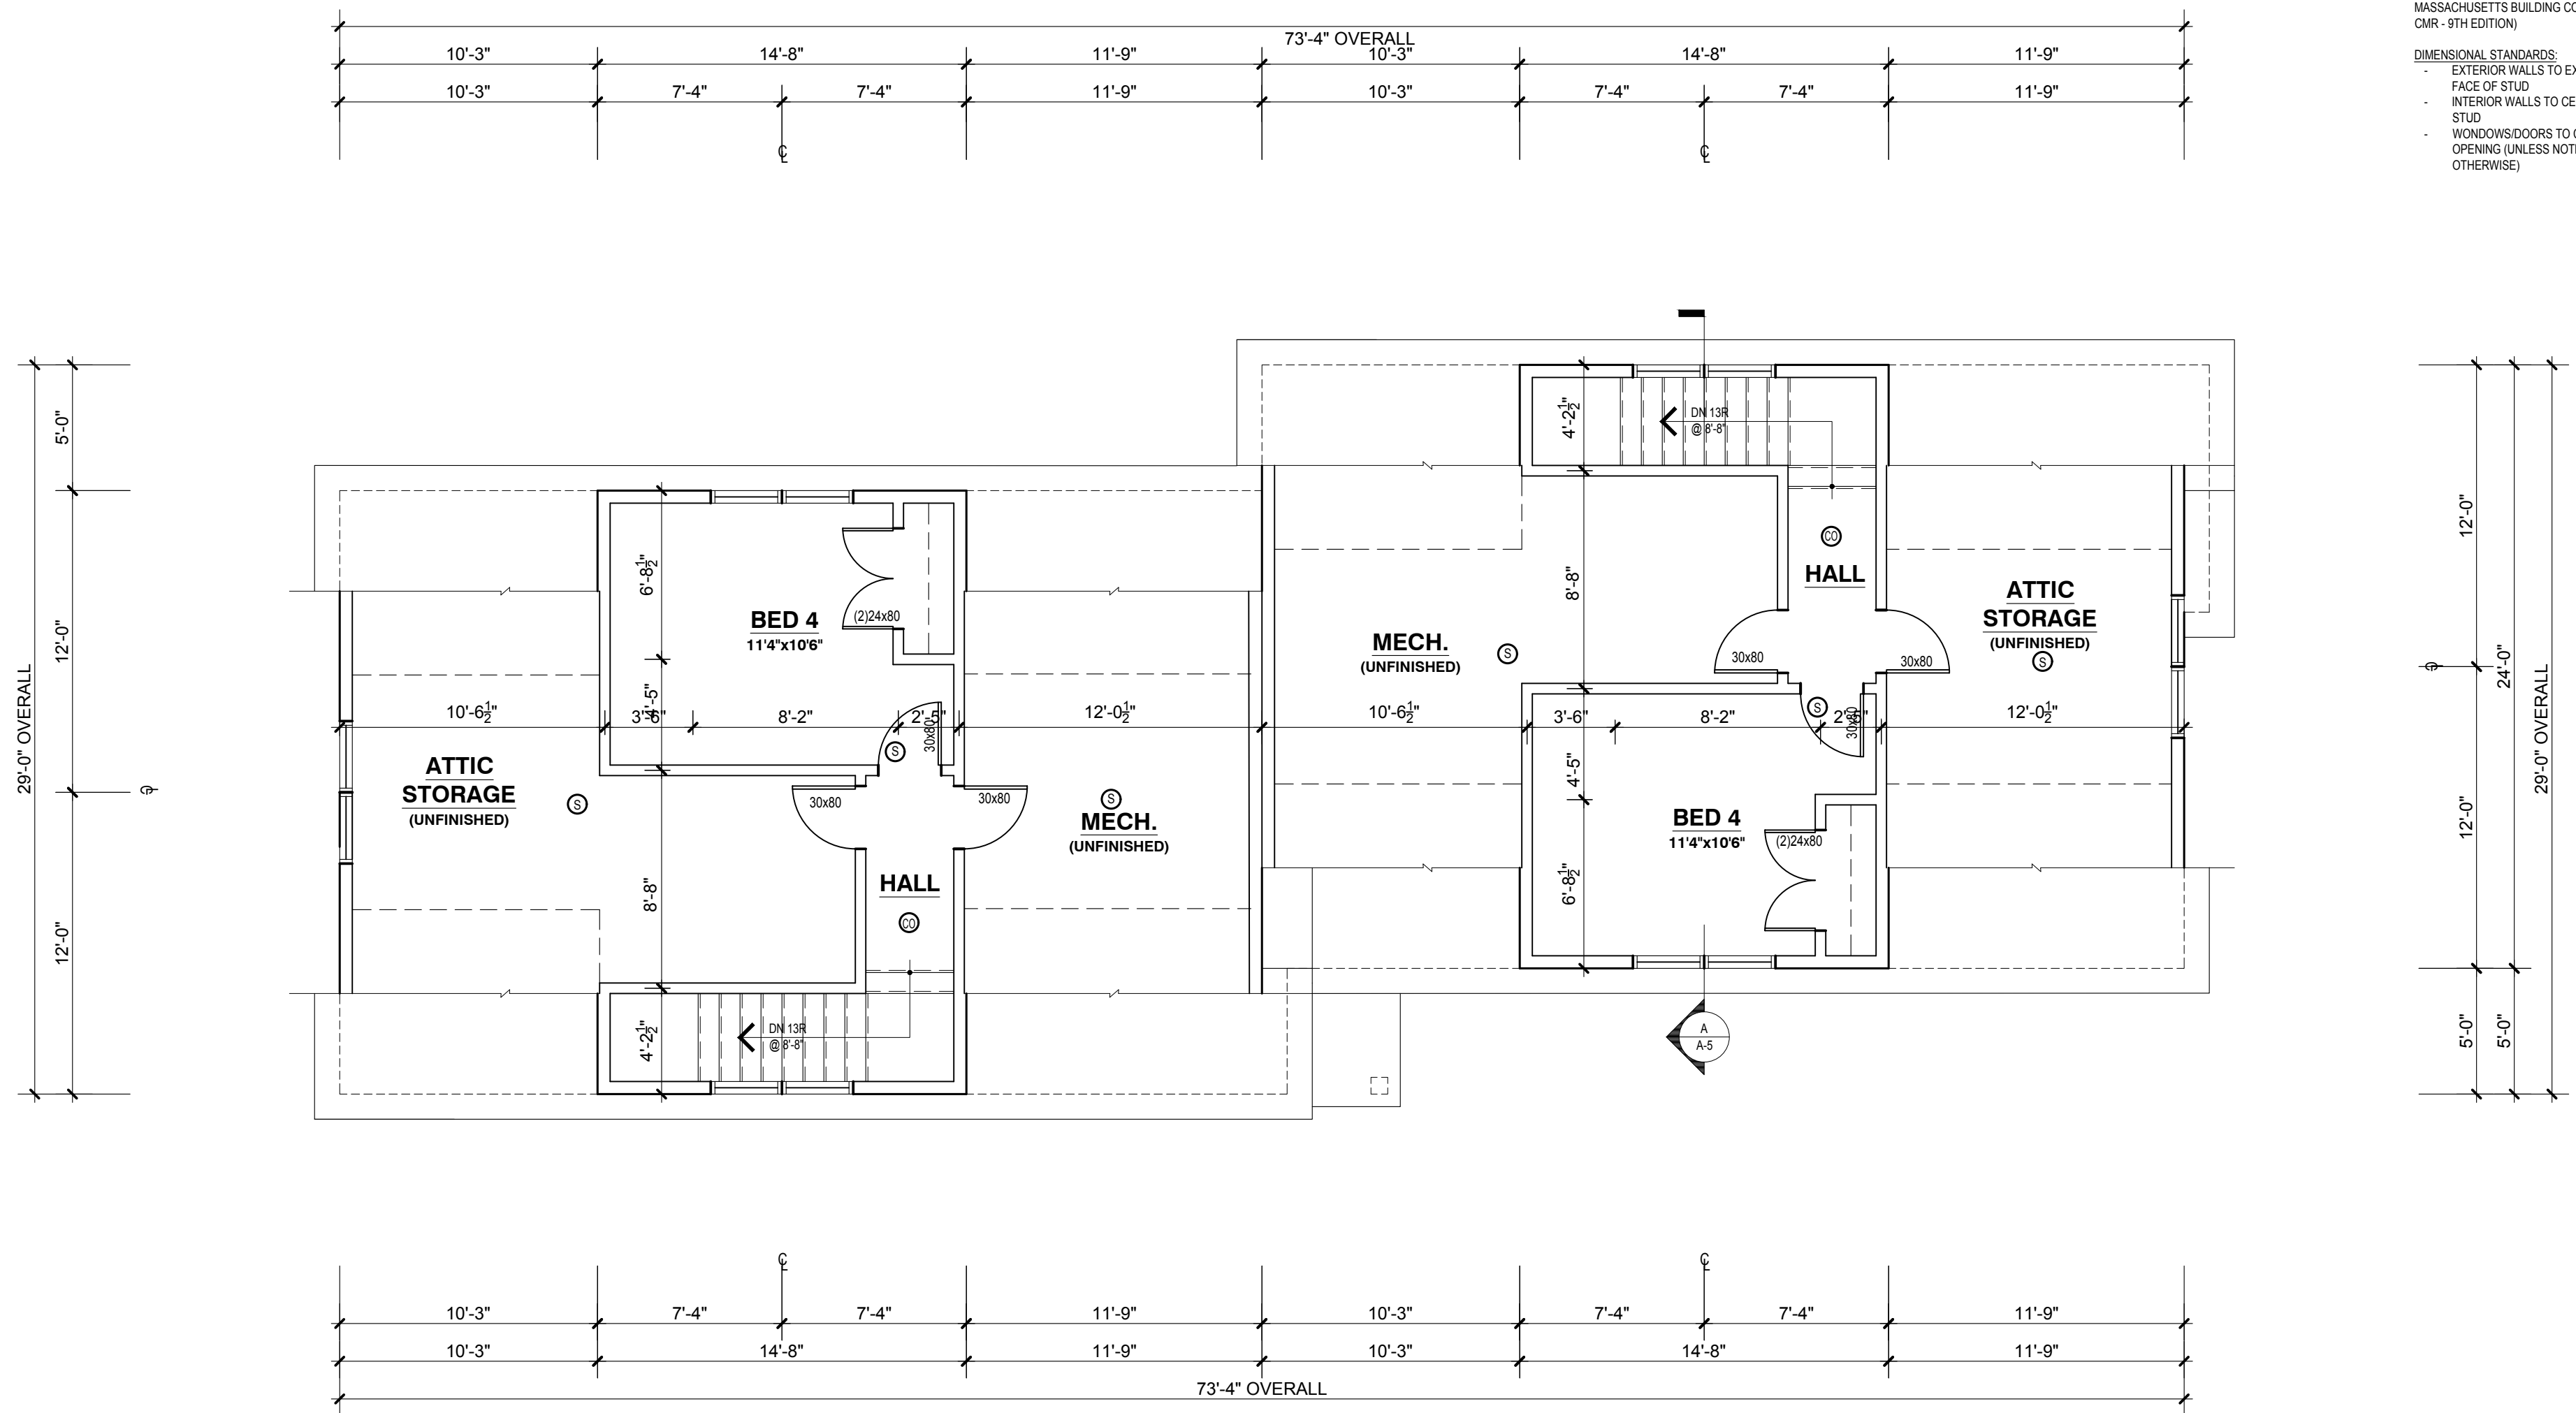 MASSACHUSETTS BUILDING
CMR - 9TH EDITION)
DIMENSIONAL STANDARDS:
- EXTERIOR WALLS TO
FACE OF STUD
- INTERIOR WALLS TO
STUD
- WONDOWS/DOORS TO
OPENING (UNLESS
OTHERWISE)
73'-4" OVERALL
10'-3" 14'-8" 11'-9" 10'-3" 14'-8" 11'-9"
10'-3" 7'-4" 7'-4" 11'-9" 10'-3" 7'-4" 7'-4" 11'-9"
℄ ℄
29'-0" OVERALL
5'-0"
12'-0"
12'-0"
℄
BED 4
11'4"x10'6"
(2)24x80
6'-8½"
4'-5"
8'-8"
4'-2½"
10'-6½" 3'-6" 8'-2" 2'-5" 12'-0½"
30x80
S
ATTIC
STORAGE
(UNFINISHED)
S
30x80
30x80
S
MECH.
(UNFINISHED)
HALL
CO
DN 13R
@ 8'-8"
4'-2½"
DN 13R
@ 8'-8"
CO
HALL
8'-8"
MECH.
(UNFINISHED)
S
30x80
30x80
ATTIC
STORAGE
(UNFINISHED)
S
S
10'-6½" 3'-6" 8'-2" 2'-5" 12'-0½"
30x80
4'-5"
BED 4
11'4"x10'6"
(2)24x80
6'-8½"
A
A-5
12'-0"
12'-0"
5'-0"
24'-0"
5'-0"
29'-0" OVERALL
℄
℄ ℄
10'-3" 7'-4" 7'-4" 11'-9" 10'-3" 7'-4" 7'-4" 11'-9"
10'-3" 14'-8" 11'-9" 10'-3" 14'-8" 11'-9"
73'-4" OVERALL